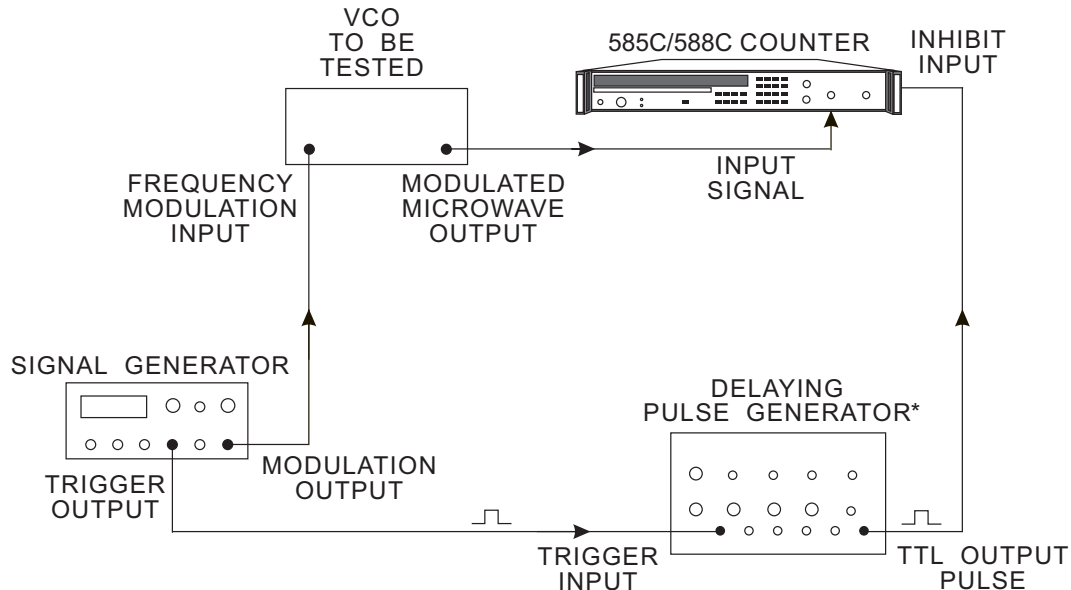 VCO
TO BE
TESTED
585C/588C COUNTER
INHIBIT
INPUT
FREQUENCY
MODULATION
INPUT
MODULATED
MICROWAVE
OUTPUT
INPUT
SIGNAL
SIGNAL GENERATOR
DELAYING
PULSE GENERATOR*
TRIGGER
OUTPUT
MODULATION
OUTPUT
TRIGGER
INPUT
TTL OUTPUT
PULSE